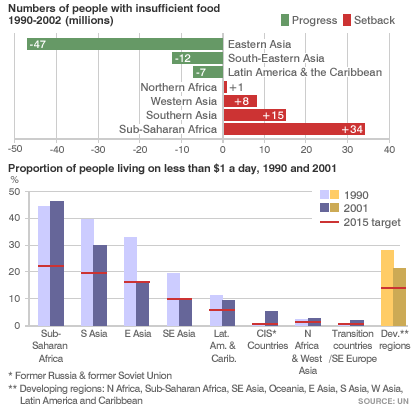 Numbers of people with insufficient food
1990-2002 (millions)
Progress
Setback
-47 Eastern Asia
-12 South-Eastern Asia
-7 Latin America & the Caribbean
Northern Africa +1
Western Asia +8
Southern Asia +15
Sub-Saharan Africa +34
-50 -40 -30 -20 -10 0 10 20 30 40
Proportion of people living on less than $1 a day, 1990 and 2001
%
50
40
30
20
10
0
1990
2001
2015 target
Sub-
Saharan
Africa
S Asia
E Asia
SE Asia
Lat.
Am. &
Carib.
CIS*
Countries
N
Africa
& West
Asia
Transition
countries
/SE Europe
Dev.**
regions
* Former Russia & former Soviet Union
** Developing regions: N Africa, Sub-Saharan Africa, SE Asia, Oceania, E Asia, S Asia, W Asia,
Latin America and Caribbean
SOURCE: UN